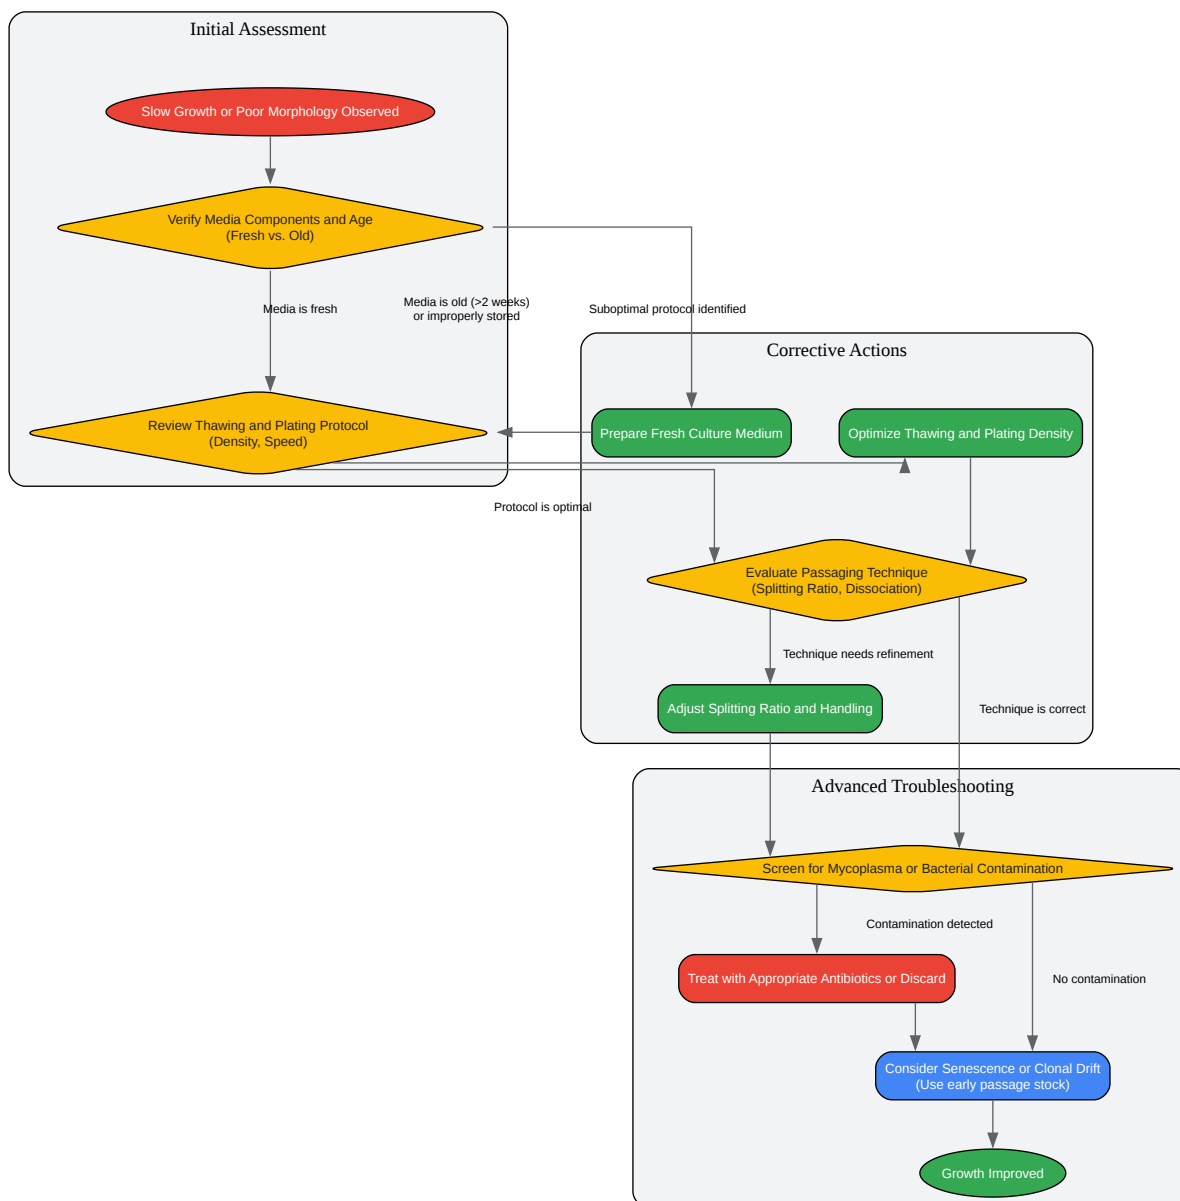 Initial Assessment
Slow Growth or Poor Morphology Observed
Verify Media Components and Age
(Fresh vs. Old)
Media is fresh
Media is old (>2 weeks)
or improperly stored
Suboptimal protocol identified
Corrective Actions
Review Thawing and Plating Protocol
(Density, Speed)
Prepare Fresh Culture Medium
Optimize Thawing and Plating Density
Protocol is optimal
Evaluate Passaging Technique
(Splitting Ratio, Dissociation)
Technique needs refinement
Adjust Splitting Ratio and Handling
Technique is correct
Advanced Troubleshooting
Screen for Mycoplasma or Bacterial Contamination
Contamination detected
Treat with Appropriate Antibiotics or Discard
No contamination
Consider Senescence or Clonal Drift
(Use early passage stock)
Growth Improved